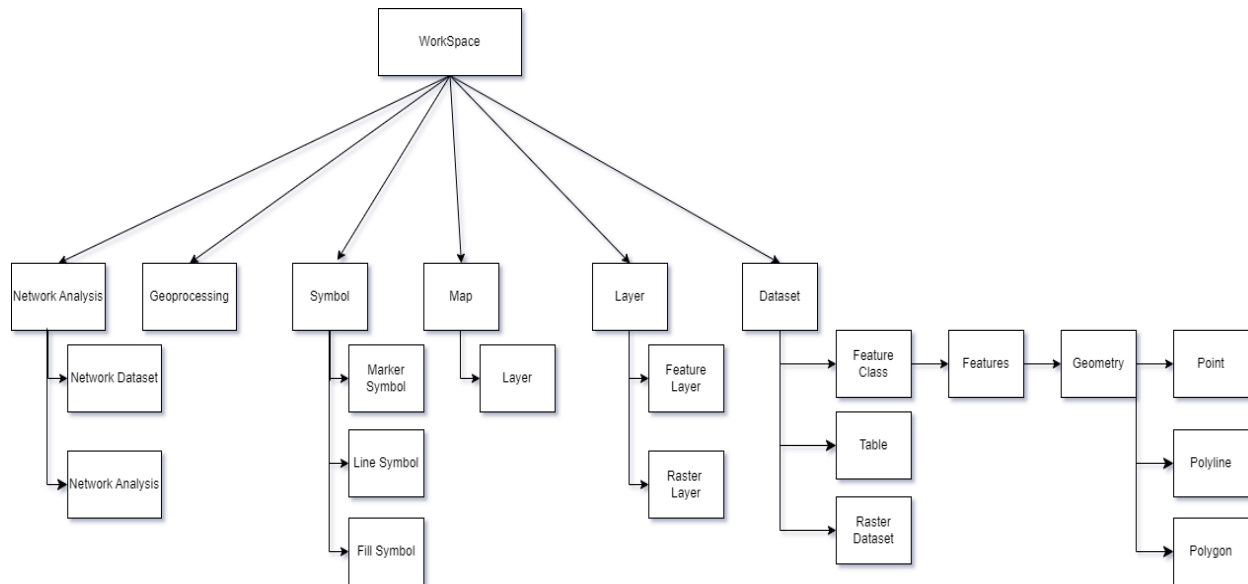 WorkSpace
Network Analysis
Geoprocessing
Symbol
Map
Layer
Dataset
Network Dataset
Marker
Symbol
Layer
Feature
Layer
Feature
Class
Features
Geometry
Point
Network Analysis
Line Symbol
Raster
Layer
Table
Polyline
Fill Symbol
Raster
Dataset
Polygon